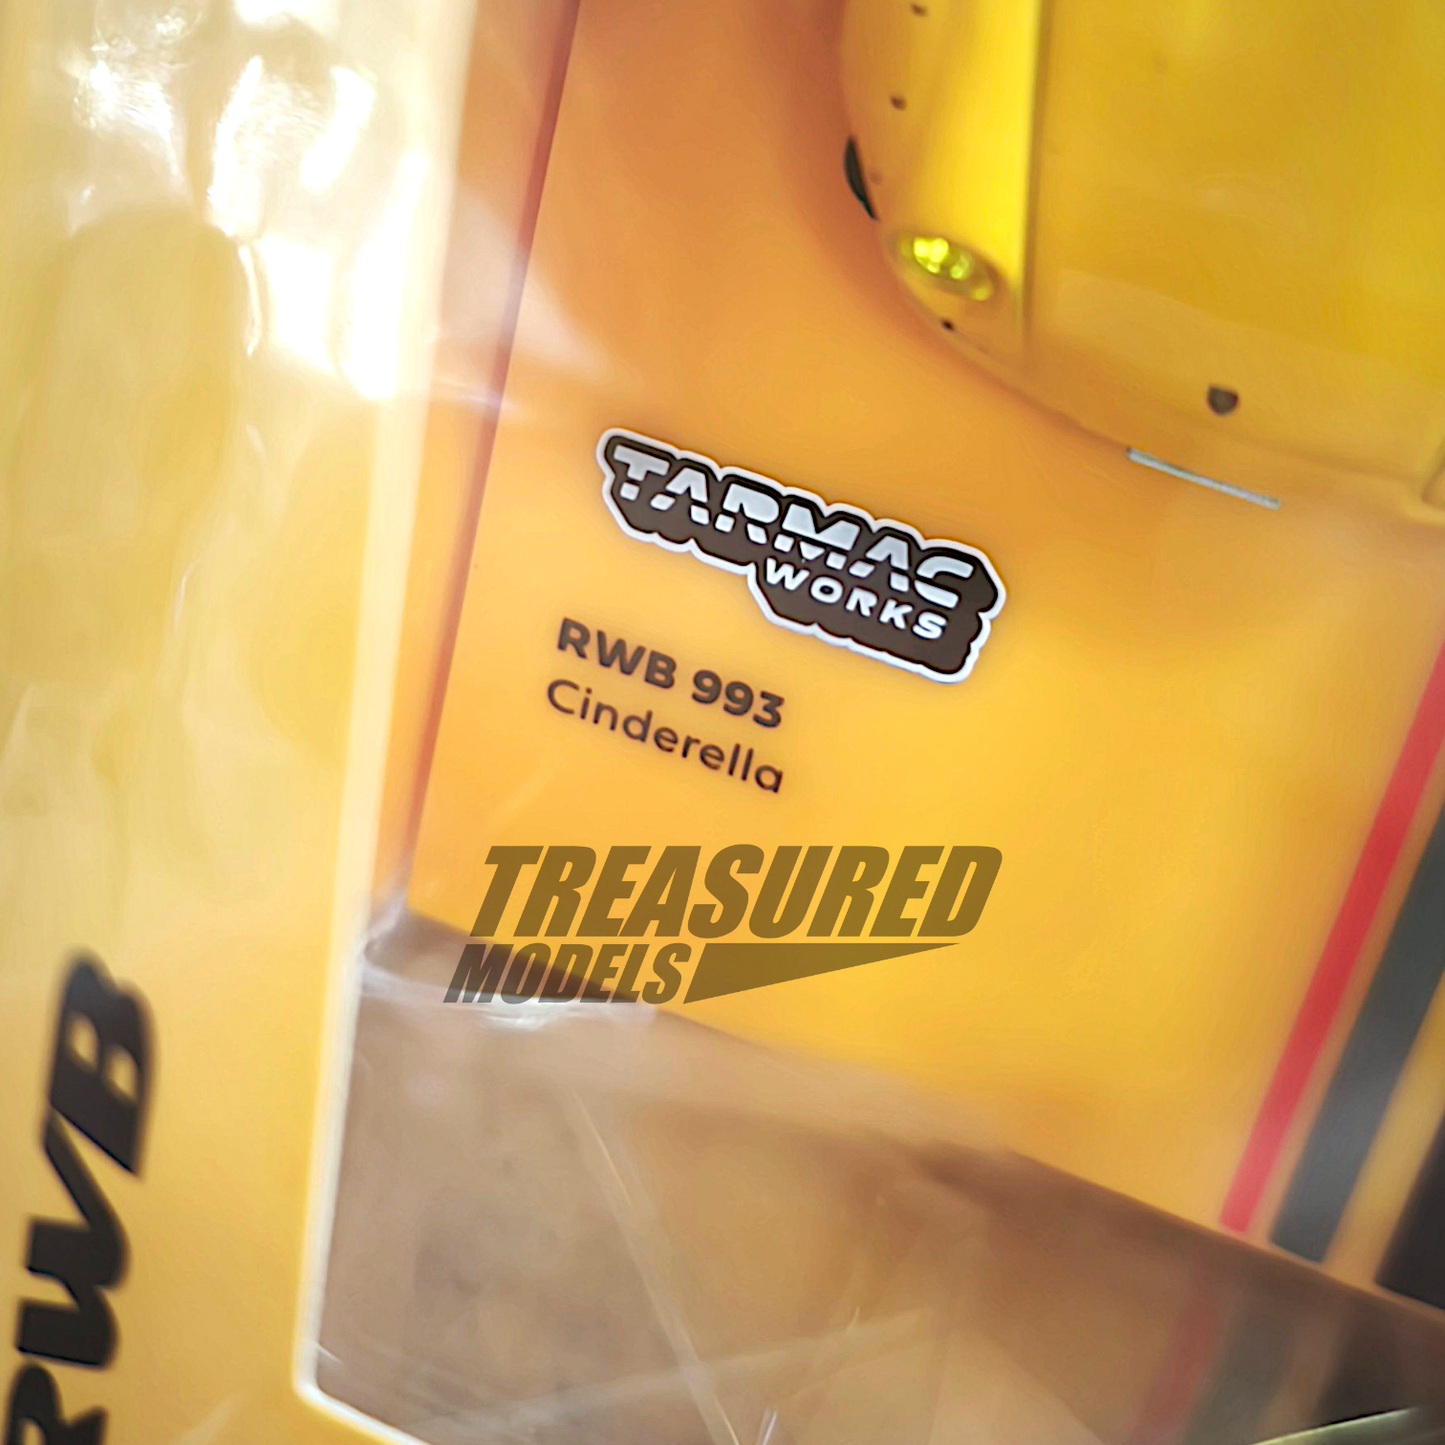 TARMAC
WORKS
RWB 993
Cinderella
TREASURED
MODELS
RWB